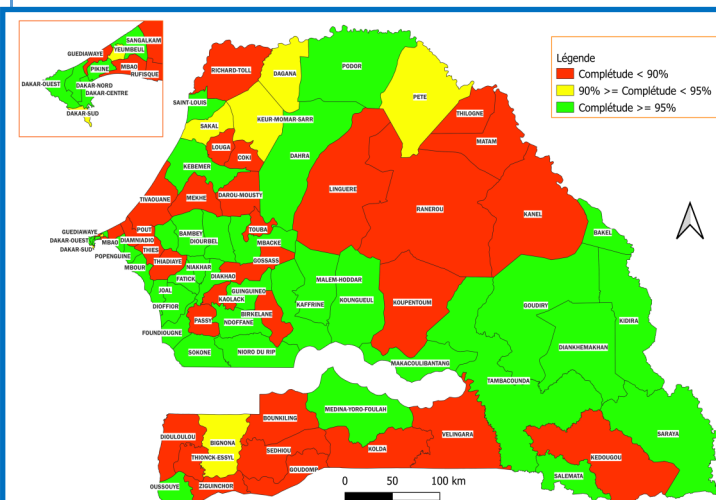 SANGALKAM
YEUMBEUL
GUEDIAWAYE
PIKINE
MBAO
RUFISQUE
DAKAR-OUEST
DAKAR-NORD
DAKAR-CENTRE
DAKAR-SUD
Légende
Complétude < 90%
90% >= Complétude < 95%
Complétude >= 95%
RICHARD-TOLL
DAGANA
PODOR
PETE
SAINT-LOUIS
THILOGNE
SAKAL
KEUR-MOMAR-SARR
MATAM
LOUGA
COKI
DAHRA
KEBEMER
LINGUERE
TIVAOUANE
MEKHE
DAROU-MOUSTY
RANEROU
KANEL
GUEDIAWAYE
POUT
BAMBEY
TOUBA
BAKEL
DAKAR-OUEST
MBAO
DIAMNIADIO
DIOURBEL
MBACKE
DAKAR-SUD
THIES
POPENGUINE
GOSSASS
MBOUR
THIADIAYE
NIAKHAR
DIAKHAO
FATICK
MALEM-HODDAR
JOAL
GUINGUINEO
KAOLACK
KOUNGUEUL
KOUPENTOUM
GOUDIRY
DIOFFIOR
BIRKELANE
KAFFRINE
PASSY
NDOFFANE
KIDIRA
FOUNDIOUGNE
DIANKHEMAKHAN
SOKONE
NIORO DU RIP
MAKACOULIBANTANG
TAMBACOUNDA
MEDINA-YORO-FOULAH
BOUNKILING
DIOULOULOU
VELINGARA
SARAYA
BIGNONA
SEDHIOU
KOLDA
THIONCK-ESSYL
KEDOUGOU
GOUDOMP
SALEMATA
OUSSOUYE
ZIGUINCHOR
0 50 100 km